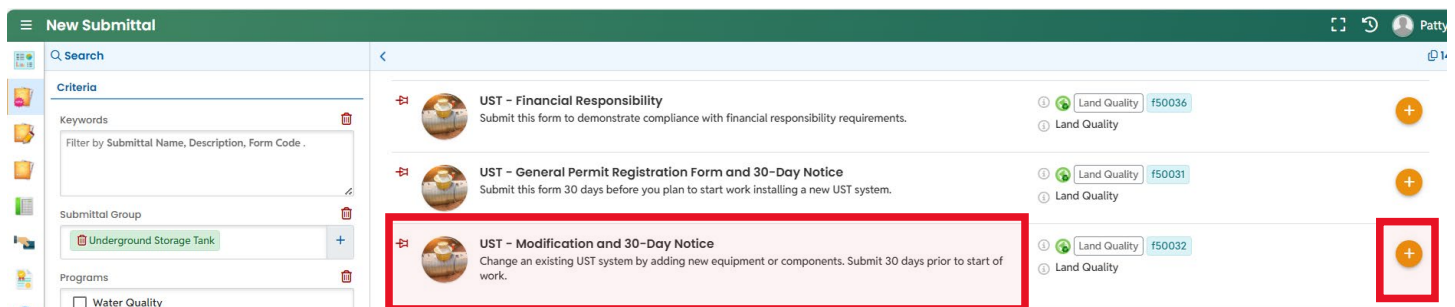 New Submittal
Patty
Search
14
Criteria
Keywords
Filter by Submittal Name, Description, Form Code .
Submittal Group
Underground Storage Tank
Programs
Water Quality
UST - Financial Responsibility
Submit this form to demonstrate compliance with financial responsibility requirements.
Land Quality f50036
Land Quality
UST - General Permit Registration Form and 30-Day Notice
Submit this form 30 days before you plan to start work installing a new UST system.
Land Quality f50031
Land Quality
UST - Modification and 30-Day Notice
Change an existing UST system by adding new equipment or components. Submit 30 days prior to start of
work.
Land Quality f50032
Land Quality